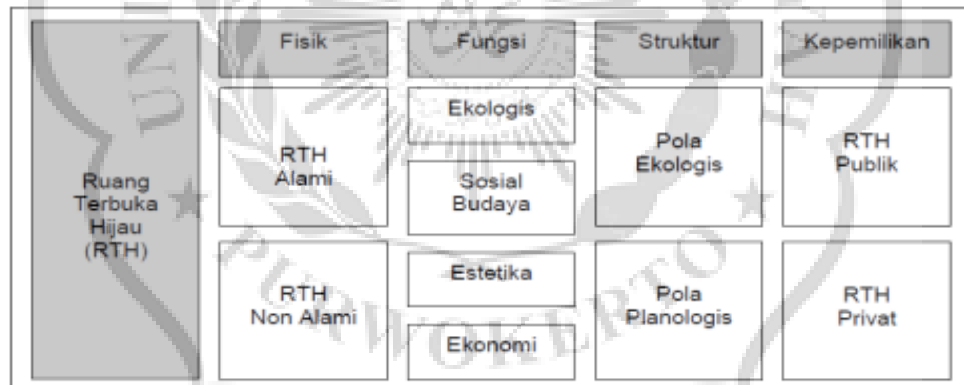 Fisik
Fungsi
Struktur
Kepemilikan
Ruang
Terbuka
Hijau
(RTH)
RTH
Alami
RTH
Non Alami
Ekologis
Sosial
Budaya
Estetika
Ekonomi
Pola
Ekologis
Pola
Planologis
RTH
Publik
RTH
Privat
PURWOKERTO